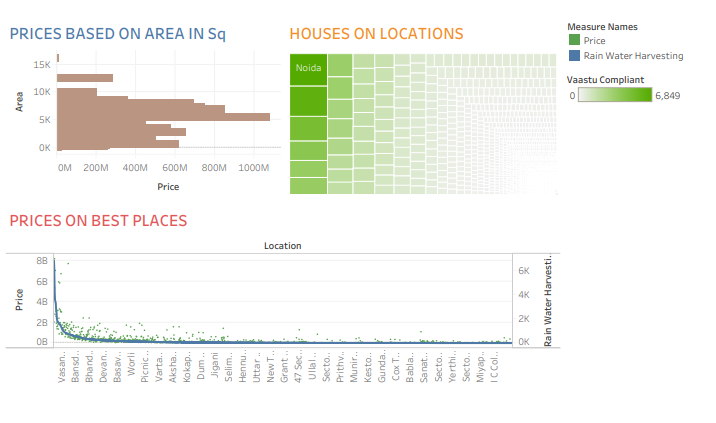 PRICES BASED ON AREA IN Sq
HOUSES ON LOCATIONS
Measure Names
Price
Rain Water Harvesting
Vaastu Compliant
0
6,849
Noida
15K
10K
5K
0K
Area
0M
200M
400M
600M
800M
1000M
Price
PRICES ON BEST PLACES
Location
8B
6B
4B
2B
0B
Price
6K
4K
2K
0K
Rain Water Harvesti..
Vasan..
Bansd..
Bhand..
Devan..
Basav..
Worli
Picnic..
Varta..
Aksha..
Kokap..
Dum..
Jigani
Selim..
Hennu..
Uttar ..
New T..
Grant ..
47 Sec..
Ullal ..
Secto..
Prithv..
Munir..
Kesto..
Gunda..
Cox T..
Babla..
Sanat..
Secto..
Yerth..
Secto..
Miyap..
I C Col..